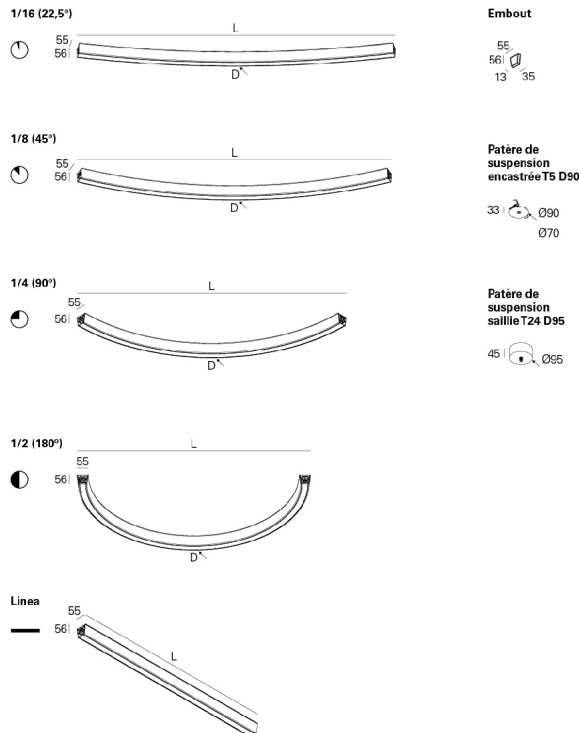 1/16 (22,5°)
L
55
56
D
1/8 (45°)
L
55
56
D
1/4 (90°)
L
55
56
D
1/2 (180°)
L
55
56
D
Linea
55
56
L
Embout
55
56
13
35
Patère de
suspension
encastrée T5 D90
33
Ø90
Ø70
Patère de
suspension
saillie T24 D95
45
Ø95